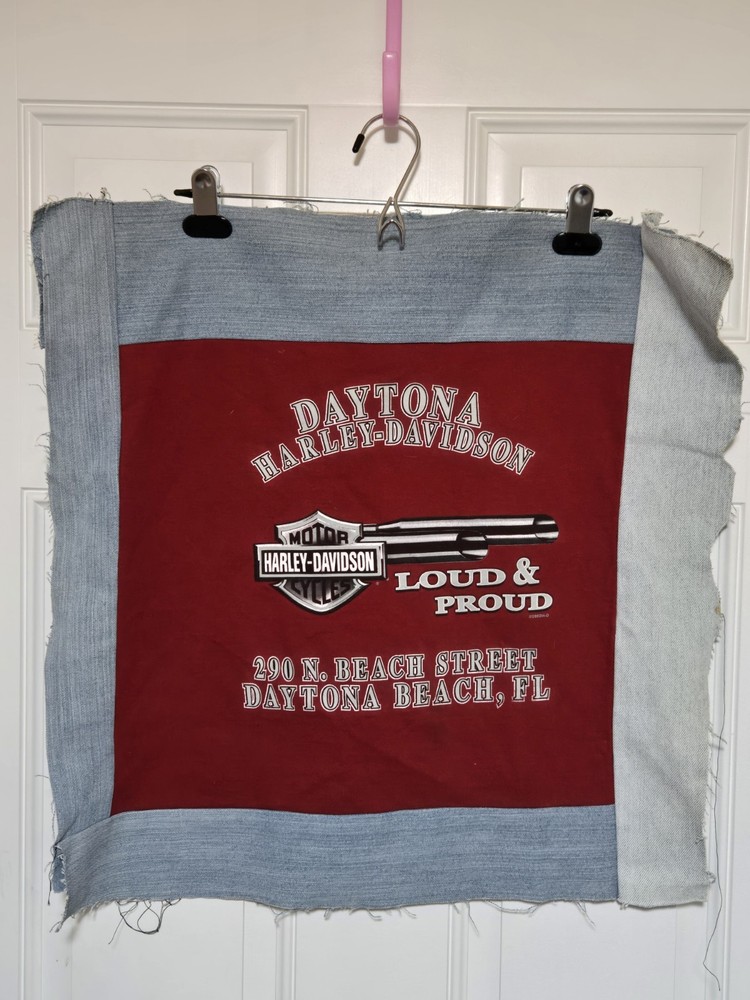 DAYTONA
HARLEY-DAVIDSON
MOTOR
HARLEY-DAVIDSON
CYCLES
LOUD &
PROUD
290 N. BEACH STREET
DAYTONA BEACH, FL